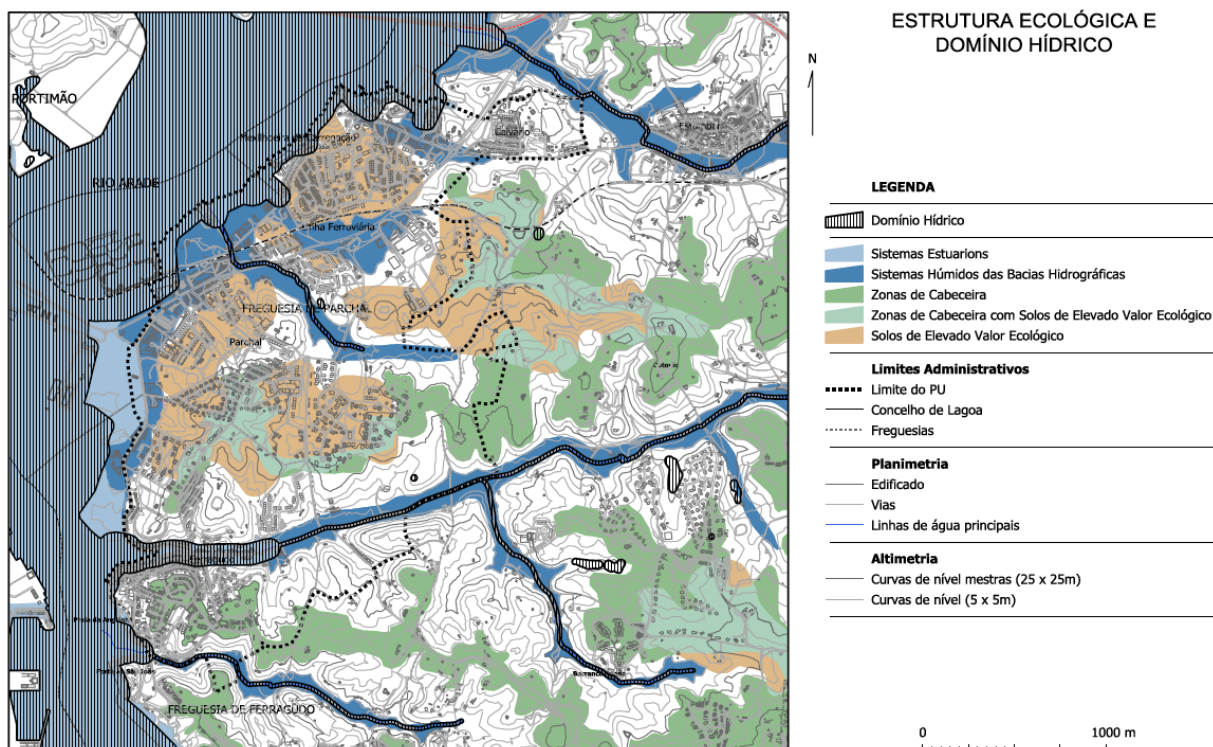 ESTRUTURA ECOLÓGICA E
DOMÍNIO HÍDRICO
N
LEGENDA
Domínio Hídrico
Sistemas Estuarions
Sistemas Húmidos das Bacias Hidrográficas
Zonas de Cabeceira
Zonas de Cabeceira com Solos de Elevado Valor Ecológico
Solos de Elevado Valor Ecológico
Limites Administrativos
Limite do PU
Concelho de Lagoa
Freguesias
Planimetria
Edificado
Vias
Linhas de água principais
Altimetria
Curvas de nível mestras (25 x 25m)
Curvas de nível (5 x 5m)
0 1000 m
PORTIMÃO
Calvário
RIO ARADE
Linha Ferroviária
FREGUESIA DE PARCHAL
Parchal
FREGUESIA DE FERRAGUDO